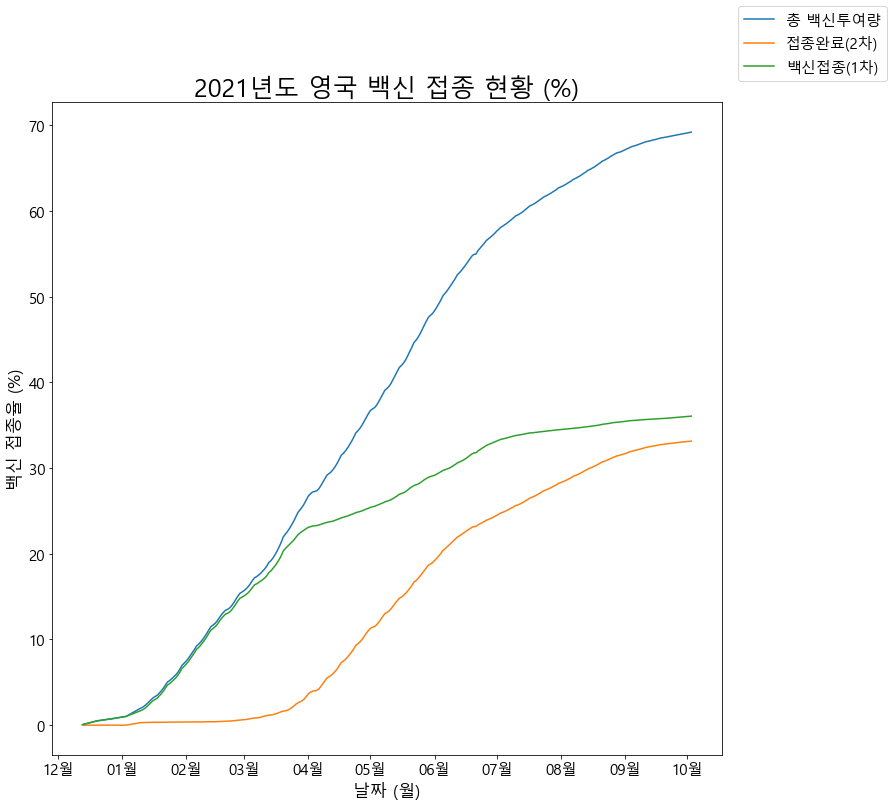 총 백신투여량
접종완료(2차)
백신접종(1차)
2021년도 영국 백신 접종 현황 (%)
백신 접종율 (%)
70
60
50
40
30
20
10
0
12월 01월 02월 03월 04월 05월 06월 07월 08월 09월 10월
날짜 (월)